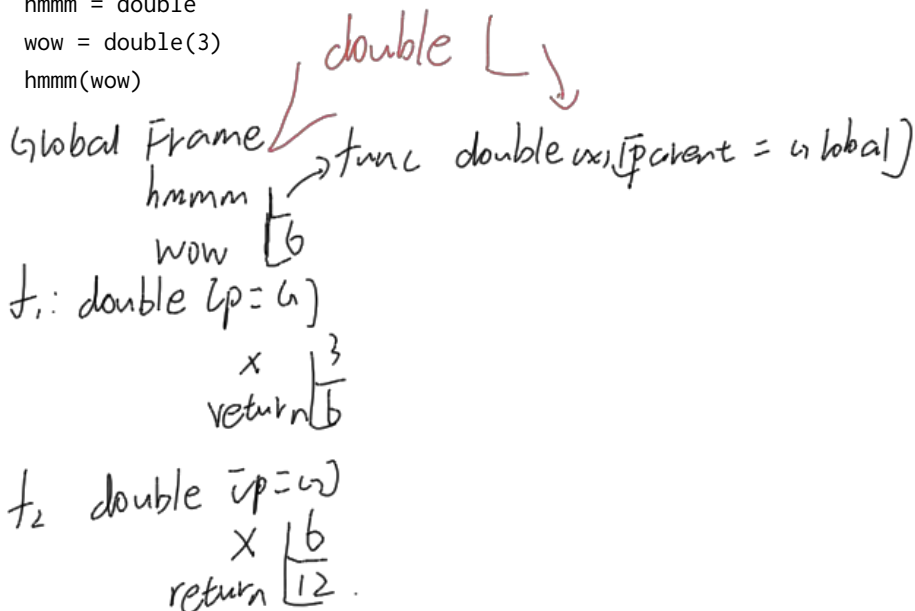 hmmm = double
wow = double(3)
hmmm(wow)
double
Global Frame
func double(x) [parent = Global]
hmmm
wow 6
f1: double [p=G]
x 3
return 6
f2 double [p=G]
x 6
return 12.